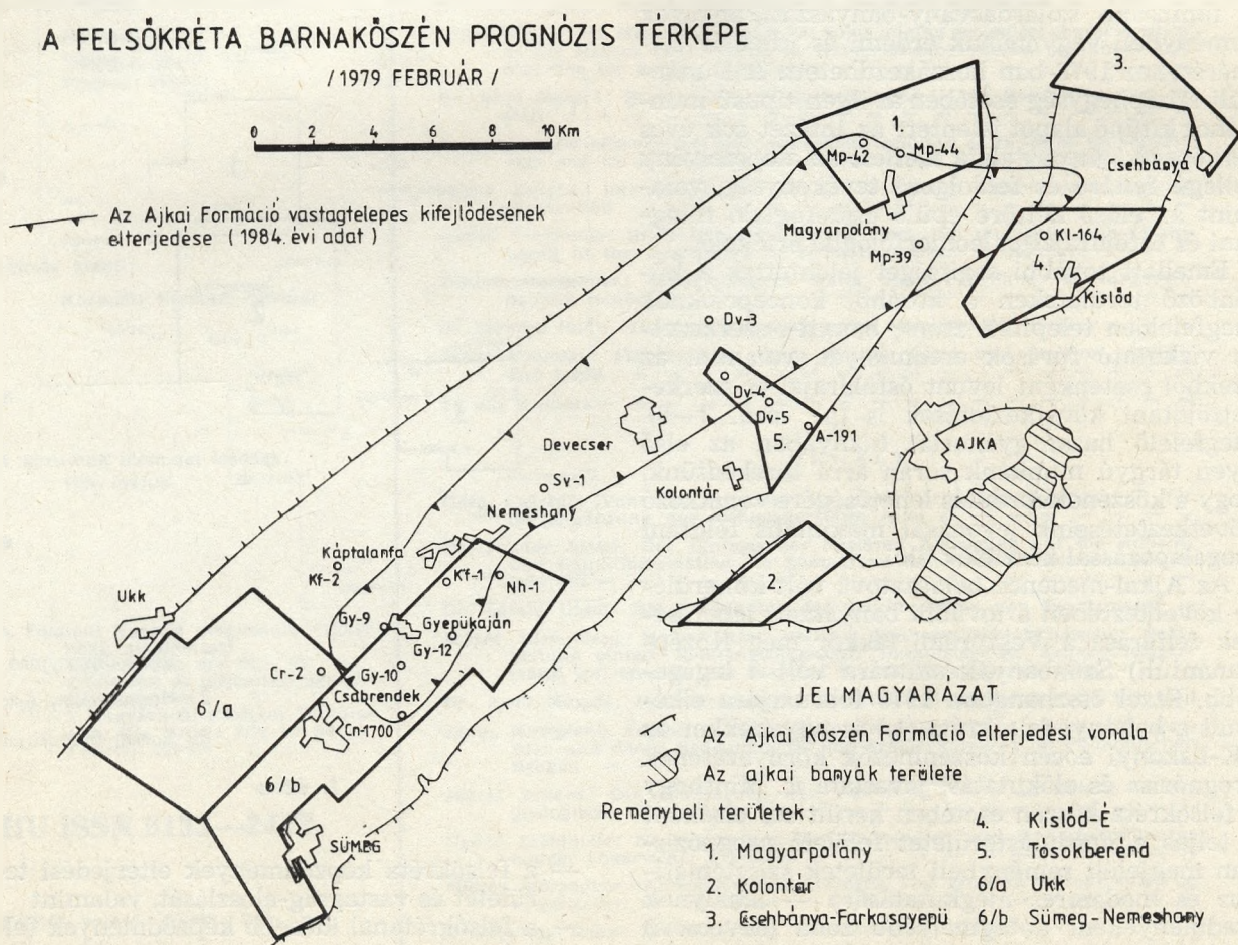 A FELSŐKRÉTA BARNAKŐSZÉN PROGNÓZIS TÉRKÉPE
/1979 FEBRUÁR/
0 2 4 6 8 10 Km
Az Ajkai Formáció vastagtelepes kifejlődésének
elterjedése (1984. évi adat)
3.
1.
Mp-42
Mp-44
Csehbánya
Magyarpolány
Mp-39
Kl-164
4.
Kislőd
Dv-3
Dv-4
Dv-5
A-191
5.
AJKA
Devecser
Kolontár
Sv-1
Nemeshany
Káptalanfa
Kf-2
Kf-1
Nh-1
2.
Ukk
Gy-9
Gyepükaján
Gy-12
Gy-10
Cr-2
Csabrendek
6/a
Cn-1700
6/b
SÜMEG
JELMAGYARÁZAT
Az Ajkai Kőszén Formáció elterjedési vonala
Az ajkai bányák területe
Reménybeli területek:
1. Magyarpolány
2. Kolontár
3. Csehbánya-Farkasgyepü
4. Kislőd-É
5. Tósokberénd
6/a Ukk
6/b Sümeg-Nemeshany